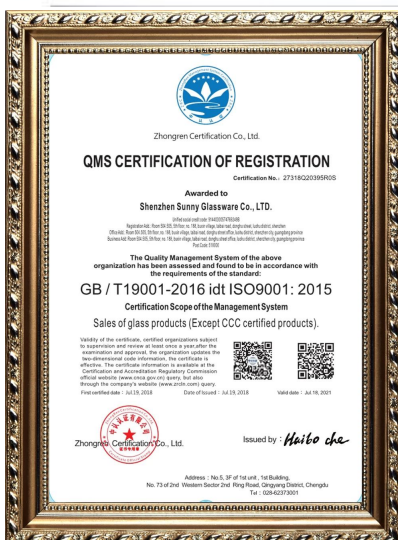 Zhongren Certification Co., Ltd.
QMS CERTIFICATION OF REGISTRATION
Certification No.: 27318Q20395R0S
Awarded to
Shenzhen Sunny Glassware Co., LTD.
The Quality Management System of the above
organization has been assessed and found to be in accordance with
the requirements of the standard:
GB / T19001-2016 idt ISO9001: 2015
Certification Scope of the Management System
Sales of glass products (Except CCC certified products).
Validity of the certificate, certified organizations subject
to supervision and review at least once a year,after the
examination and approval, the organization updates the
two-dimensional code information, the certificate is
effective. The certificate information is available at the
Certification and Accreditation Regulatory Commission
official website (www.cnca.gov.cn) query, but also
through the company's website (www.zrclc.com) query.
First certified date : Jul.19, 2018 Date of Issued : Jul.19, 2018 Valid date : Jul.18, 2021
Zhongren Certification Co., Ltd.
Issued by : Haibo che
Address : No.5, 3F of 1st unit , 1st Building,
No. 73 of 2nd Western Sector 2nd Ring Road, Qingyang District, Chengdu
Tel : 028-62373001